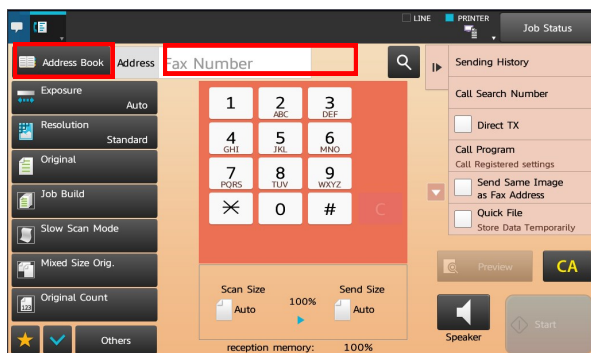 LINE
PRINTER
Job Status
Address Book
Address
Fax Number
Sending History
Exposure
Auto
Call Search Number
Resolution
Standard
Direct TX
Original
Call Program
Call Registered settings
Job Build
Send Same Image
as Fax Address
Slow Scan Mode
Quick File
Store Data Temporarily
Mixed Size Orig.
Original Count
Others
1
2
ABC
3
DEF
4
GHI
5
JKL
6
MNO
7
PQRS
8
TUV
9
WXYZ
0
#
C
Scan Size
Send Size
Auto
100%
Auto
reception memory: 100%
Preview
CA
Speaker
Start
123